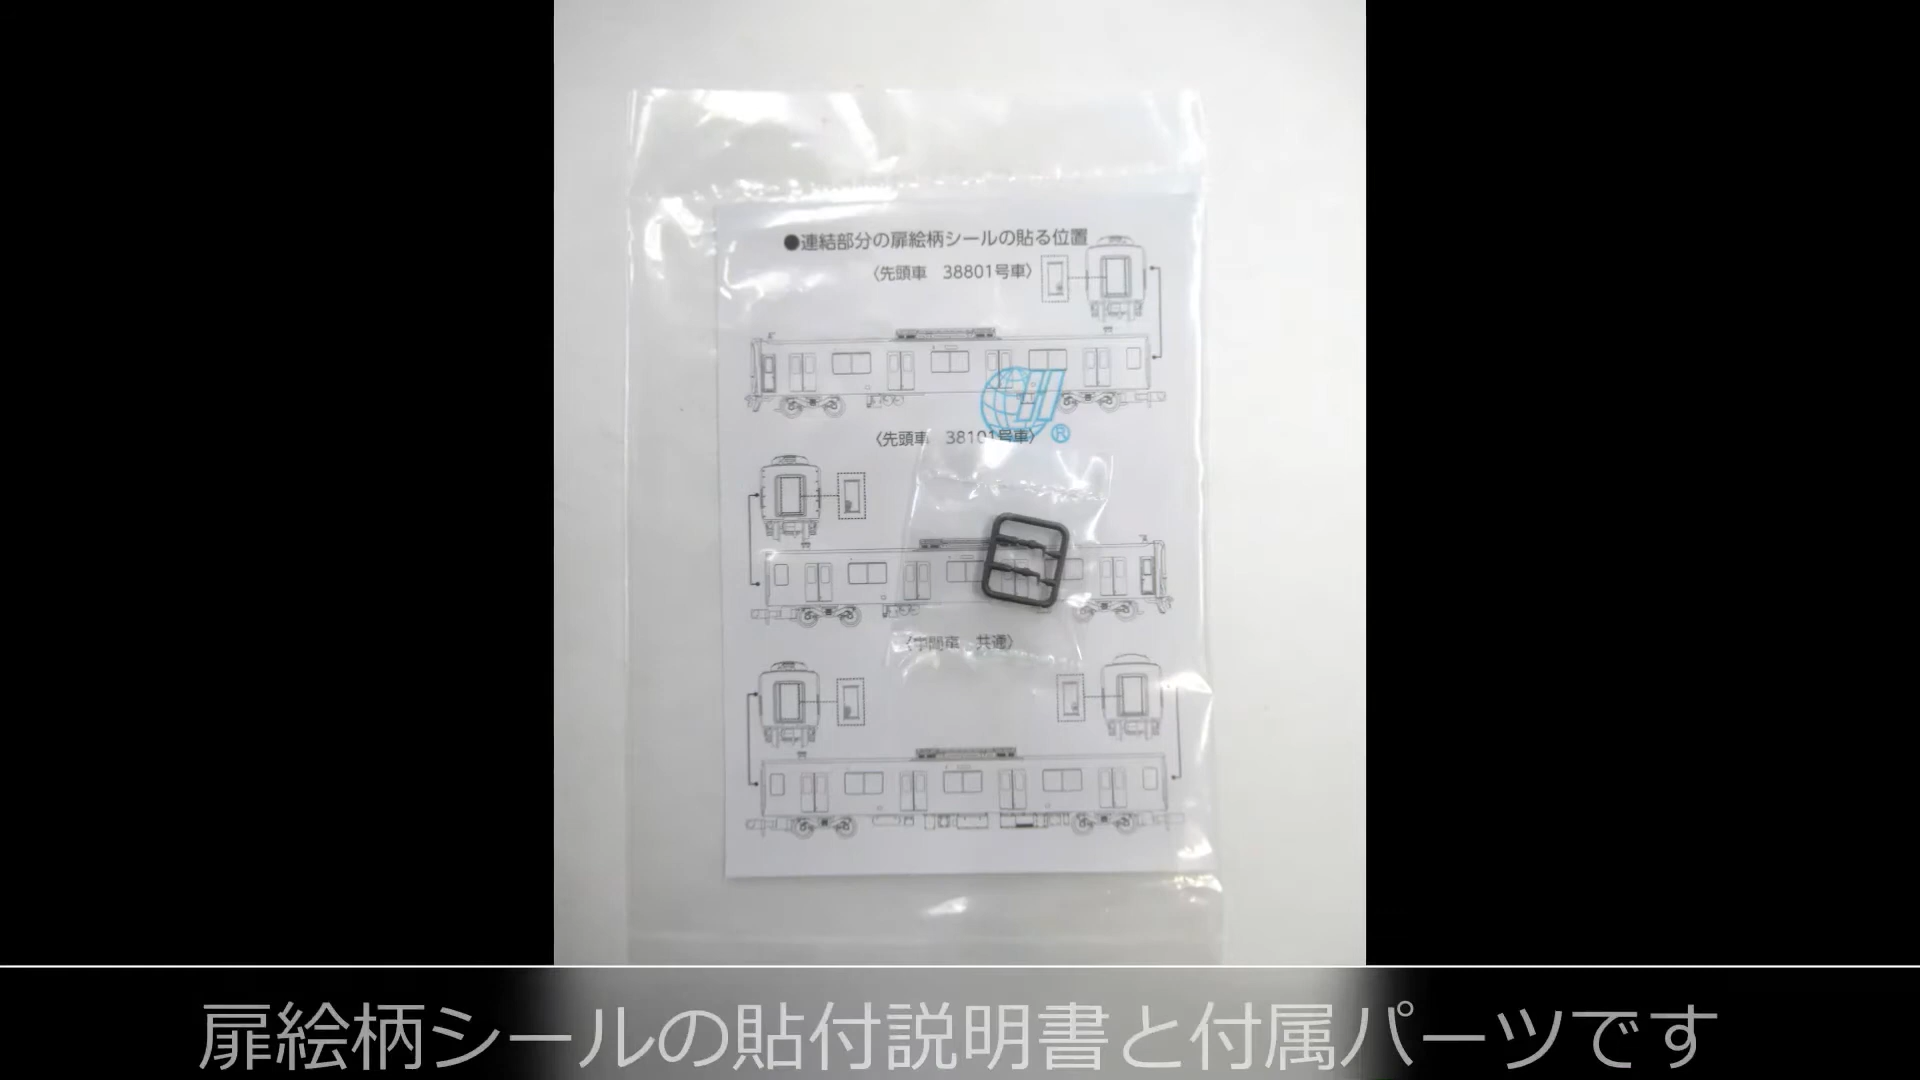 ●連結部分の扉絵柄シールの貼る位置
〈先頭車 38801号車〉
〈先頭車 38101号車〉
®
〈中間車 共通〉
扉絵柄シールの貼付説明書と付属パーツです